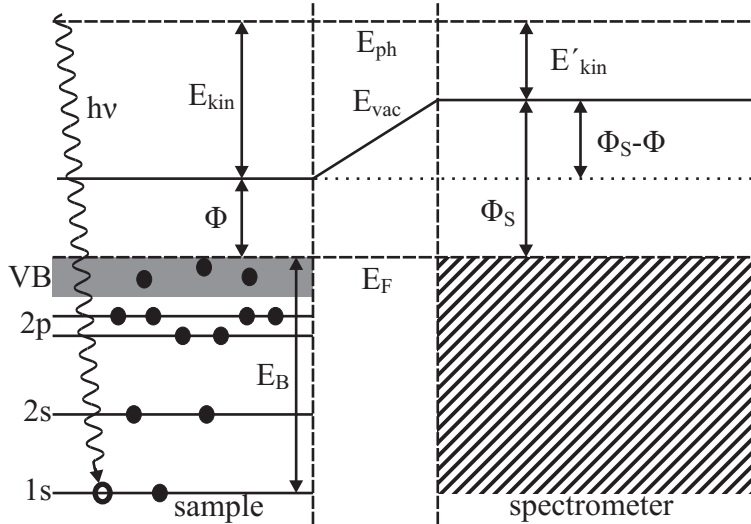 E_ph
E´_kin
hν
E_kin
E_vac
Φ_S-Φ
Φ
Φ_S
VB
E_F
2p
E_B
2s
1s
sample
spectrometer